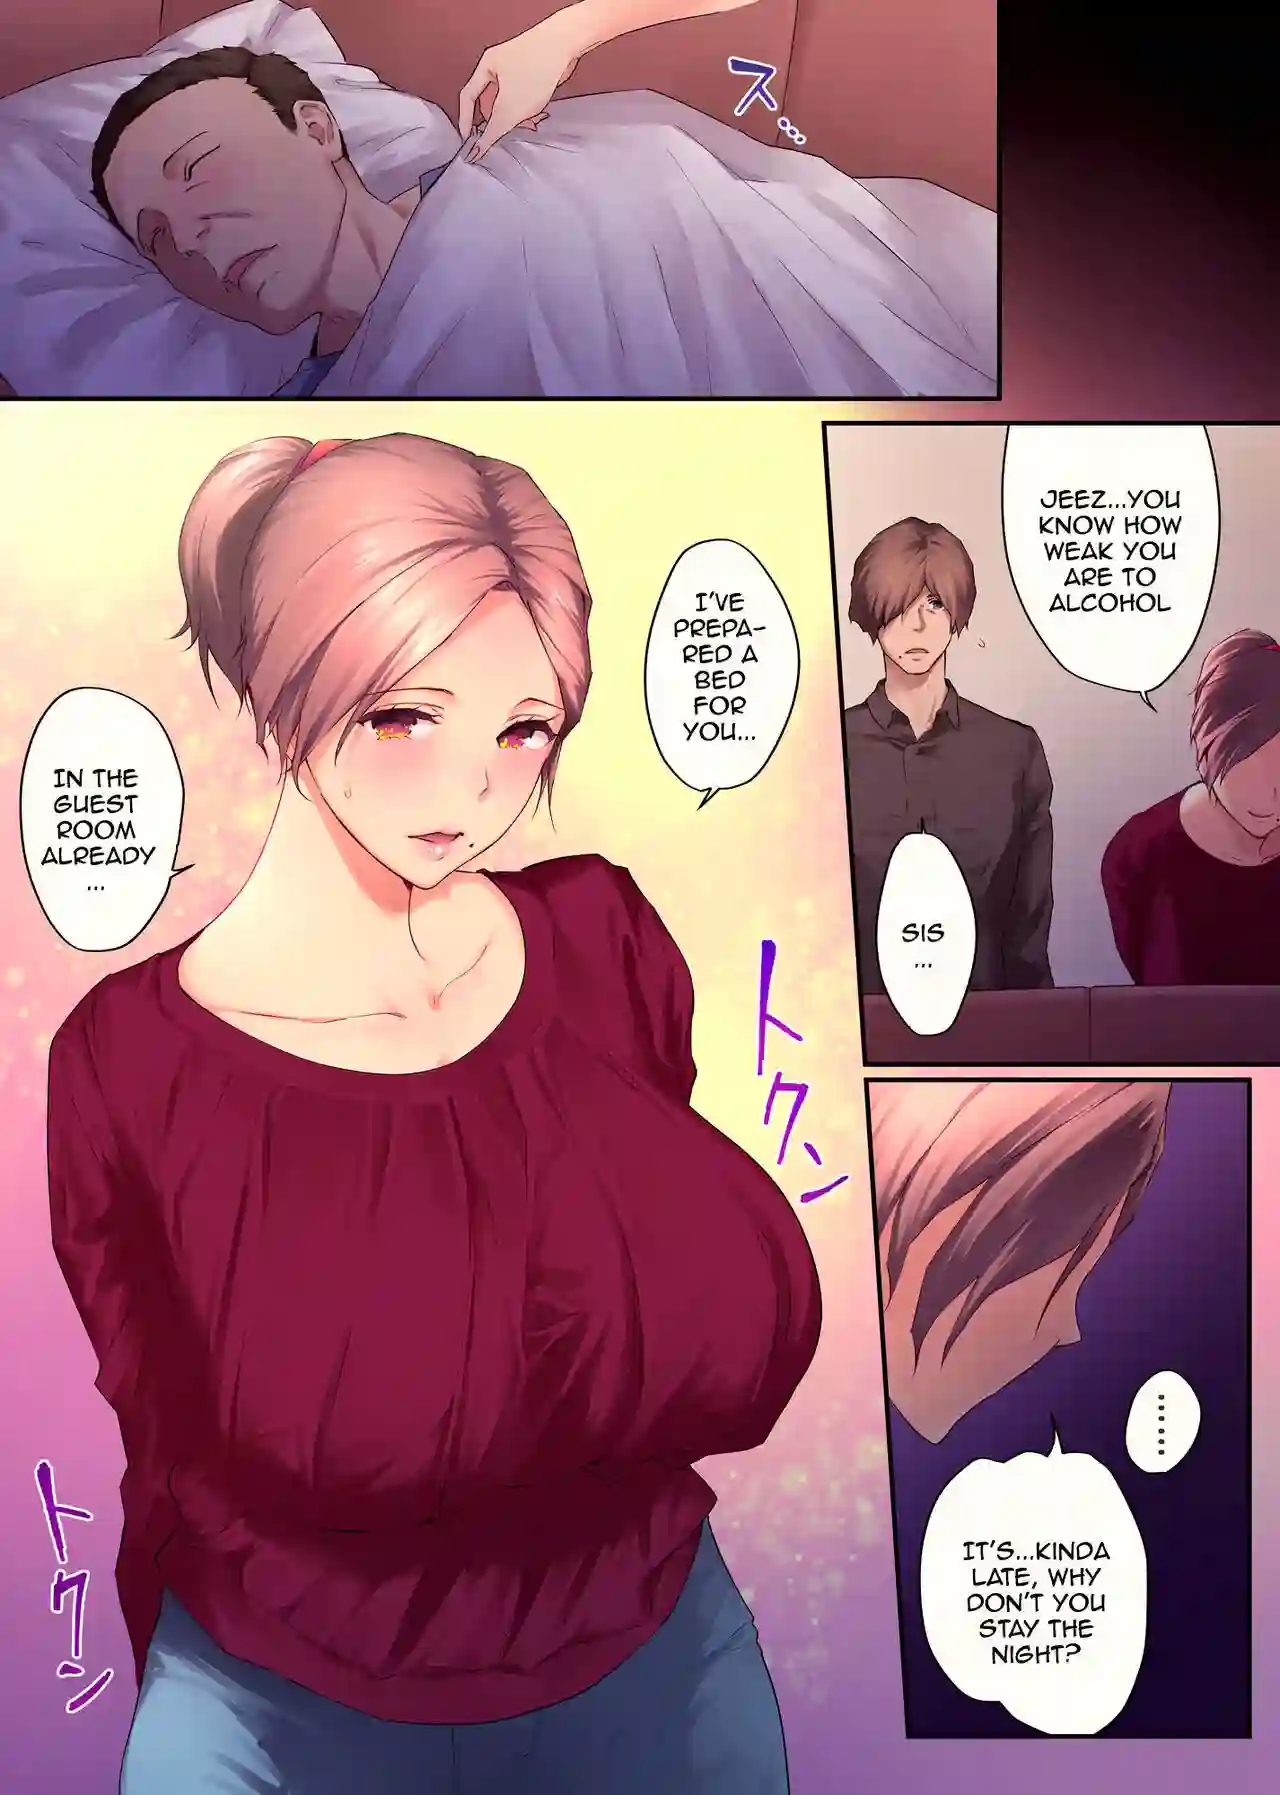 ス…
JEEZ...YOU
KNOW HOW
WEAK YOU
ARE TO
ALCOHOL
SIS
...
......
IT'S...KINDA
LATE, WHY
DON'T YOU
STAY THE
NIGHT?
I'VE
PREPA-
RED A
BED
FOR
YOU...
IN THE
GUEST
ROOM
ALREADY
...
トクン
トクン